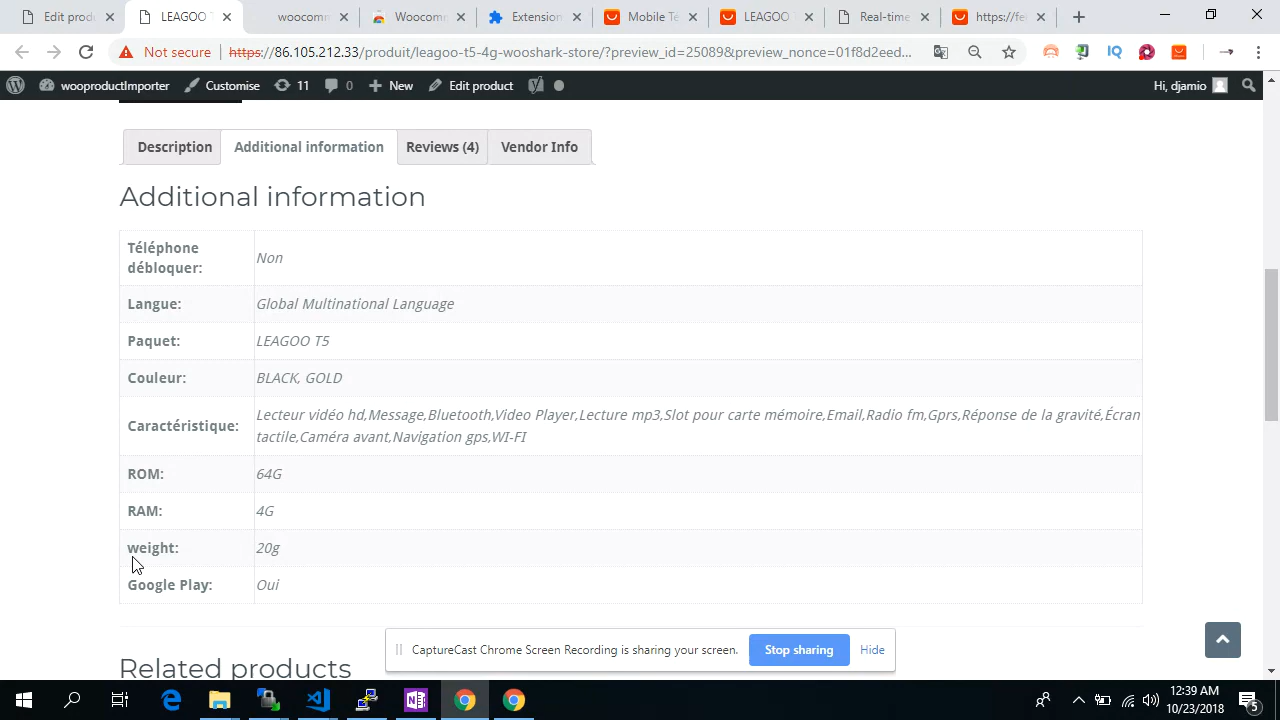 Edit produ
LEAGOO T
woocomm
Woocomm
Extension
Mobile Te
LEAGOO
Real-time
https://fe
Not secure
https://86.105.212.33/produit/leagoo-t5-4g-wooshark-store/?preview_id=25089&preview_nonce=01f8d2eed...
wooproductImporter
Customise
11
0
New
Edit product
Hi, djamio
Description
Additional information
Reviews (4)
Vendor Info
Additional information
Téléphone
débloquer:
Non
Langue:
Global Multinational Language
Paquet:
LEAGOO T5
Couleur:
BLACK, GOLD
Caractéristique:
Lecteur vidéo hd,Message,Bluetooth,Video Player,Lecture mp3,Slot pour carte mémoire,Email,Radio fm,Gprs,Réponse de la gravité,Écran
tactile,Caméra avant,Navigation gps,WI-FI
ROM:
64G
RAM:
4G
weight:
20g
Google Play:
Oui
CaptureCast Chrome Screen Recording is sharing your screen.
Stop sharing
Hide
Related products
12:39 AM
10/23/2018
5